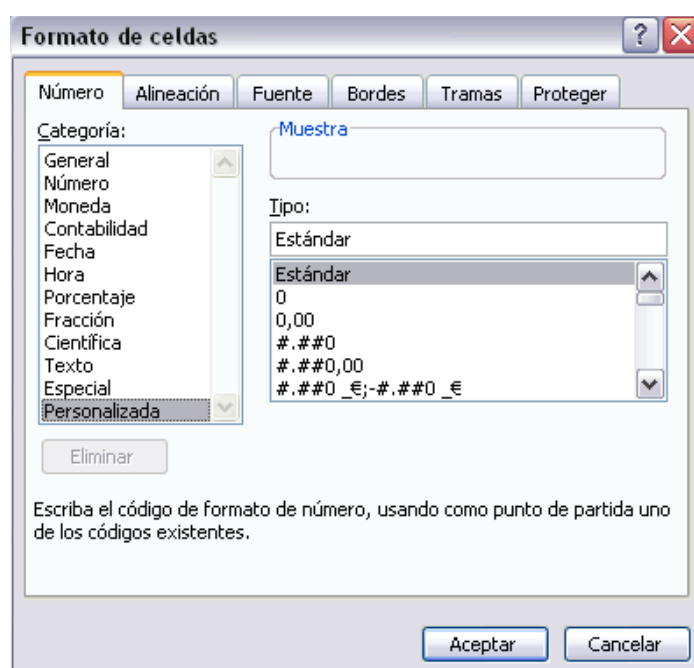 Formato de celdas
Número Alineación Fuente Bordes Tramas Proteger
Categoría:
General
Número
Moneda
Contabilidad
Fecha
Hora
Porcentaje
Fracción
Científica
Texto
Especial
Personalizada
Muestra
Tipo:
Estándar
Estándar
0
0,00
#.##0
#.##0,00
#.##0 _€;-#.##0 _€
Eliminar
Escriba el código de formato de número, usando como punto de partida uno
de los códigos existentes.
Aceptar Cancelar